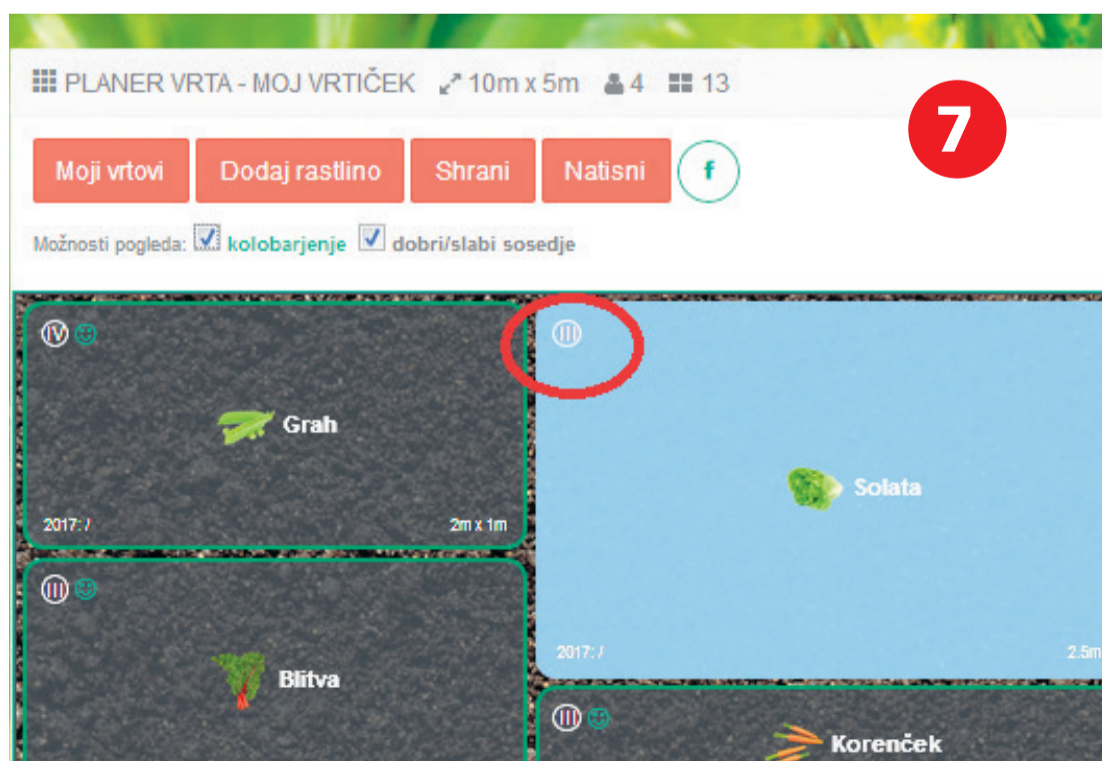 PLANER VRTA - MOJ VRTIČEK 10m x 5m 4 13
7
Moji vrtovi Dodaj rastlino Shrani Natisni f
Možnosti pogleda: kolobarjenje dobri/slabi sosedje
IV
Grah
2017: / 2m x 1m
III
Solata
2017: / 2.5m
III
Blitva
III
Korenček